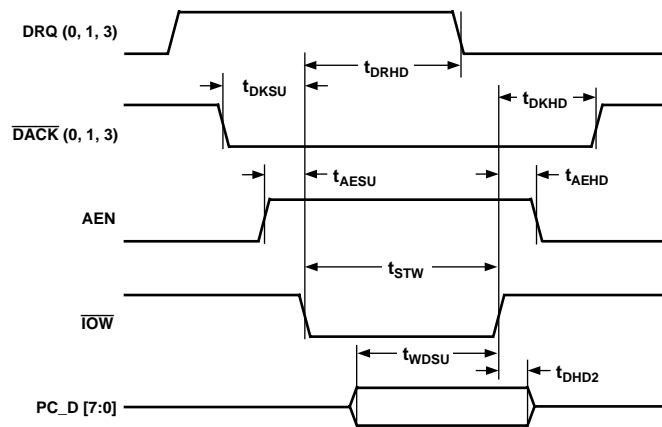 DRQ (0, 1, 3)
tDRHD
tDKSU
tDKHD
DACK (0, 1, 3)
tAESU
tAEHD
AEN
tSTW
IOW
tWDSU
tDHD2
PC_D [7:0]